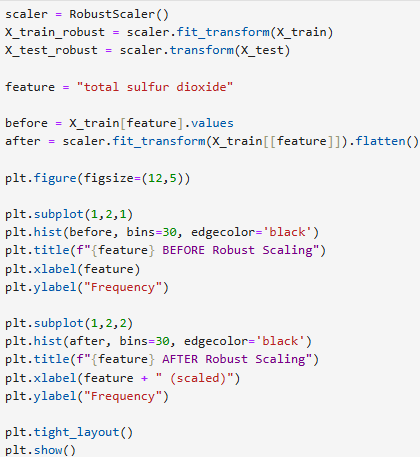 scaler = RobustScaler()
X_train_robust = scaler.fit_transform(X_train)
X_test_robust = scaler.transform(X_test)
feature = "total sulfur dioxide"
before = X_train[feature].values
after = scaler.fit_transform(X_train[[feature]]).flatten()
plt.figure(figsize=(12,5))
plt.subplot(1,2,1)
plt.hist(before, bins=30, edgecolor='black')
plt.title(f"{feature} BEFORE Robust Scaling")
plt.xlabel(feature)
plt.ylabel("Frequency")
plt.subplot(1,2,2)
plt.hist(after, bins=30, edgecolor='black')
plt.title(f"{feature} AFTER Robust Scaling")
plt.xlabel(feature + " (scaled)")
plt.ylabel("Frequency")
plt.tight_layout()
plt.show()